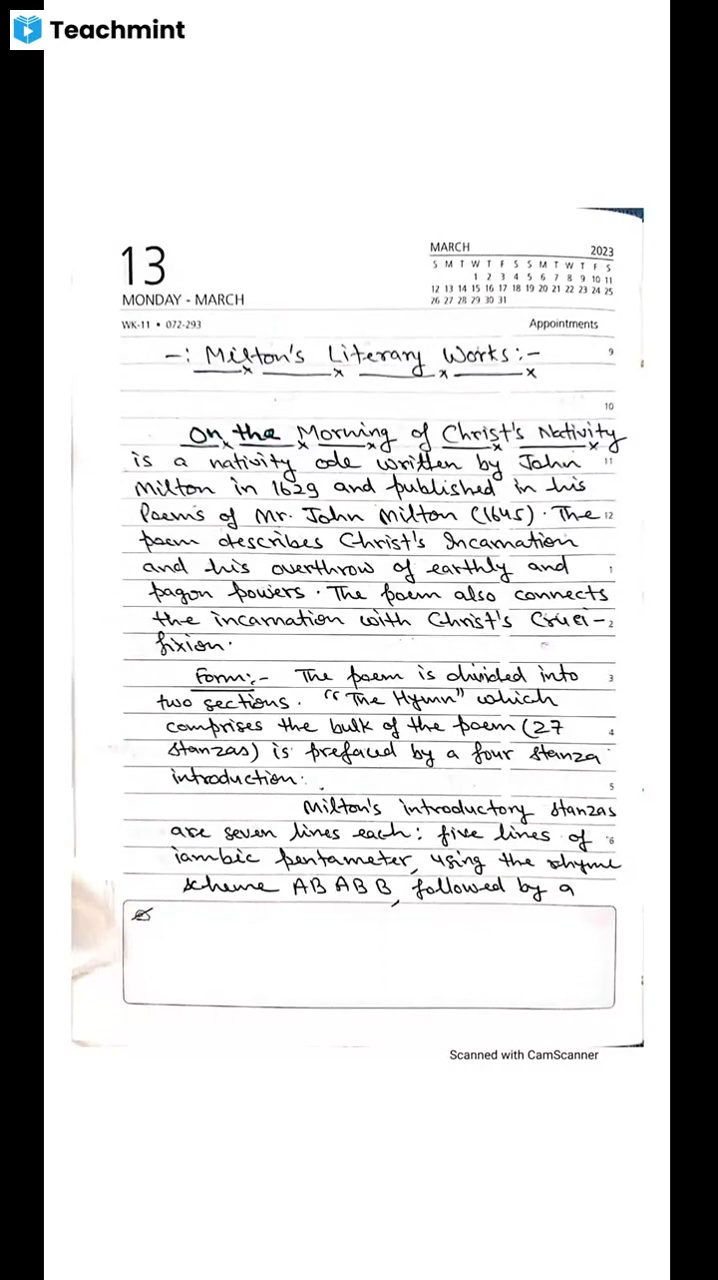 Teachmint
13
MONDAY - MARCH
MARCH 2023
S M T W T F S S M T W T F S
1 2 3 4 5 6 7 8 9 10 11
12 13 14 15 16 17 18 19 20 21 22 23 24 25
26 27 28 29 30 31
WK-11 • 072-293
Appointments
-: Milton's Literary Works:- 9
10
On the Morning of Christ's Nativity
is a nativity ode written by John 11
Milton in 1629 and published in his
Poems of Mr. John Milton (1645). The 12
poem describes Christ's Incarnation
and his overthrow of earthly and 1
pagon powers. The poem also connects
the incarnation with Christ's Cruci- 2
fixion.
Form:- The poem is divided into 3
two sections. "The Hymn" which
comprises the bulk of the poem (27 4
stanzas) is prefaced by a four stanza
introduction. 5
Milton's introductory stanzas
are seven lines each: five lines of 6
iambic pentameter, using the rhyme
scheme ABABB, followed by a
Scanned with CamScanner